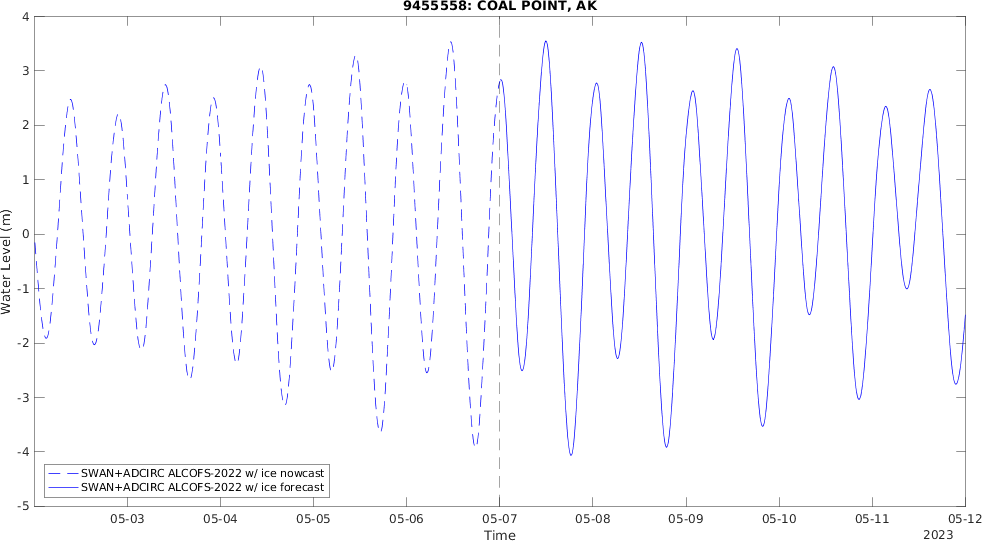 9455558: COAL POINT, AK
4
3
2
1
0
-1
-2
-3
-4
-5
Water Level (m)
SWAN+ADCIRC ALCOFS-2022 w/ ice nowcast
SWAN+ADCIRC ALCOFS-2022 w/ ice forecast
05-03 05-04 05-05 05-06 05-07 05-08 05-09 05-10 05-11 05-12
Time
2023